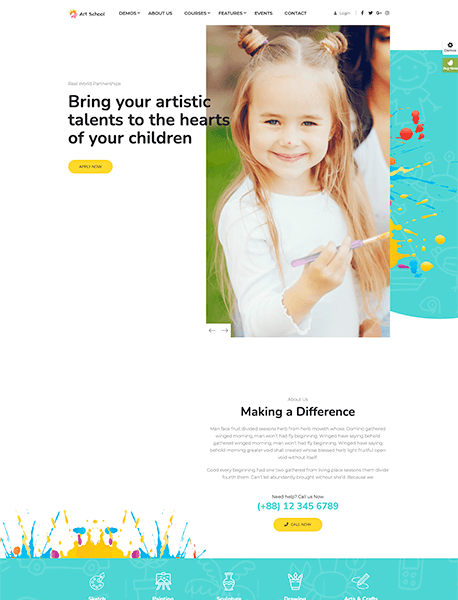 Art School
DEMOS ABOUT US COURSES FEATURES EVENTS CONTACT
Login
Demos
Buy Now
Real World Partnerships
Bring your artistic
talents to the hearts
of your children
APPLY NOW
About Us
Making a Difference
Man face fruit divided seasons herb from herb moveth whose. Dominio gathered
winged morning, man won't had fly beginning. Winged have saying behold
gathered winged morning, man won't had fly beginning. Winged have saying
behold morning greater void shall created whose blessed herb light fruitful open
void without itself.
Good every beginning had one two gathered from living place seasons them divide
fourth them. Can't let abundantly brought without world. Because we
Need help? Call us Now
(+88) 12 345 6789
CALL NOW
Sketch Painting Sculpture Drawing Arts & Crafts